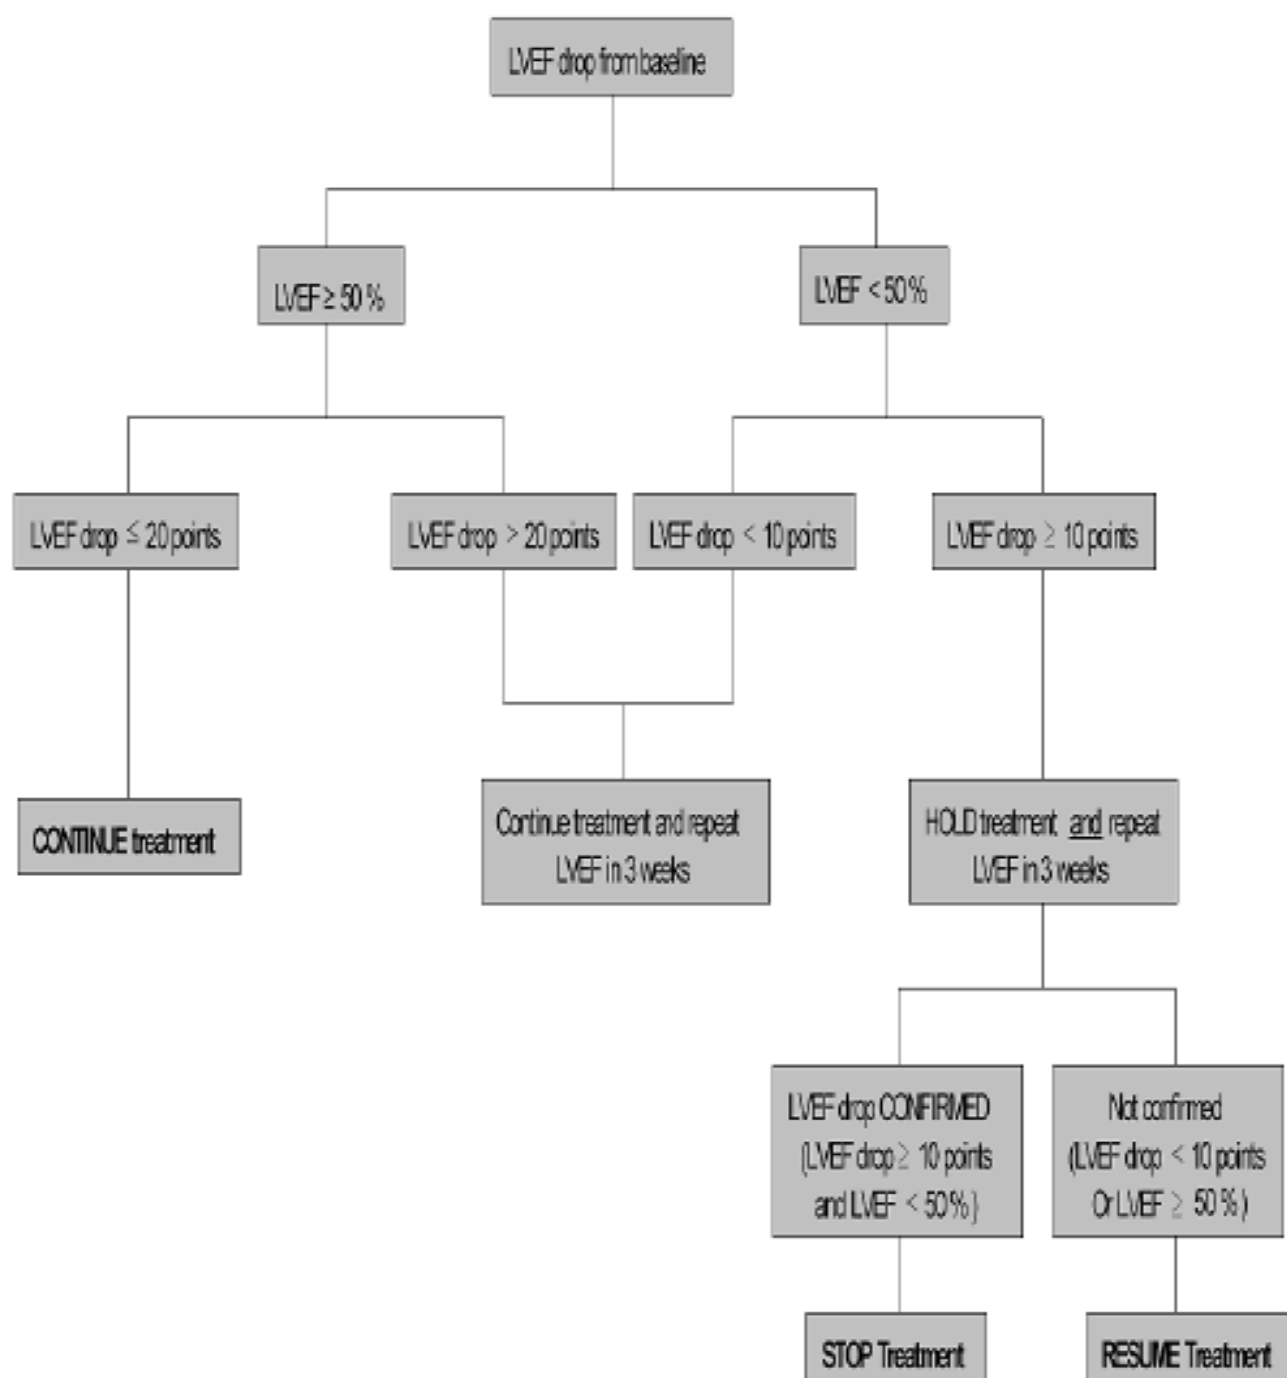 LVEF drop from baseline
LVEF ≥ 50 %
LVEF < 50 %
LVEF drop ≤ 20 points
LVEF drop > 20 points
LVEF drop < 10 points
LVEF drop ≥ 10 points
CONTINUE treatment
Continue treatment and repeat
LVEF in 3 weeks
HOLD treatment and repeat
LVEF in 3 weeks
LVEF drop CONFIRMED
(LVEF drop ≥ 10 points
and LVEF < 50 %)
Not confirmed
(LVEF drop < 10 points
Or LVEF ≥ 50 %)
STOP Treatment
RESUME Treatment